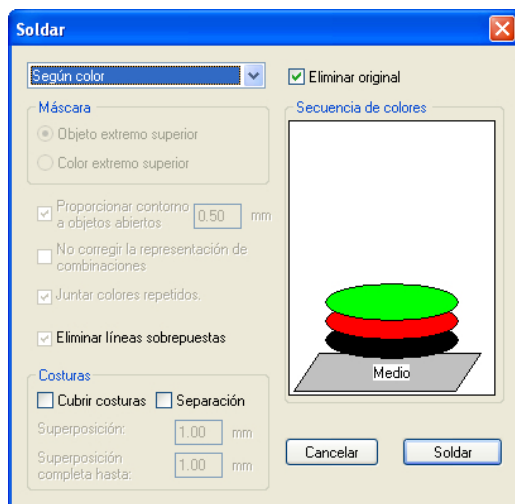 Soldar
Según color
Eliminar original
Máscara
Objeto extremo superior
Color extremo superior
Proporcionar contorno
a objetos abiertos
0.50 mm
No corregir la representación de
combinaciones
Juntar colores repetidos.
Eliminar líneas sobrepuestas
Costuras
Cubrir costuras
Separación
Superposición: 1.00 mm
Superposición
completa hasta: 1.00 mm
Secuencia de colores
Medio
Cancelar
Soldar